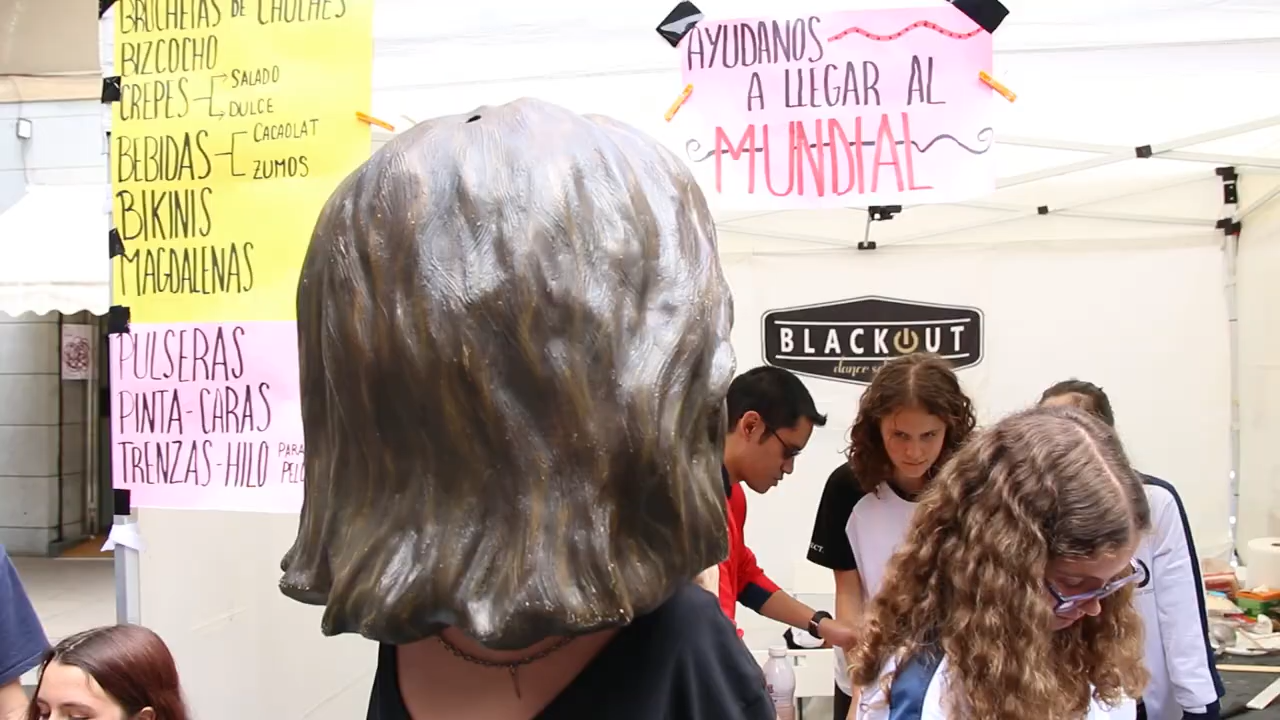 BROCHETAS DE CHUCHES
BIZCOCHO
CREPES
SALADO
DULCE
BEBIDAS
CACAOLAT
ZUMOS
BIKINIS
MAGDALENAS
PULSERAS
PINTA-CARAS
TRENZAS-HILO PARA
AYUDANOS
A LLEGAR AL
MUNDIAL
BLACKOUT
dance